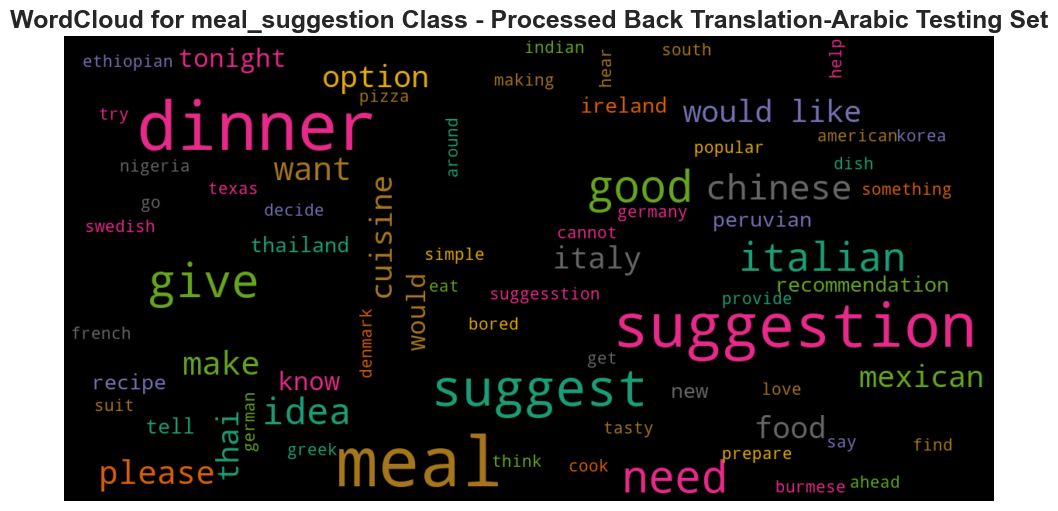 WordCloud for meal_suggestion Class - Processed Back Translation-Arabic Testing Set
ethiopian
tonight
indian
south
help
hear
option
making
pizza
try
dinner
ireland
would like
around
american
korea
popular
nigeria
want
dish
good
chinese
something
texas
cuisine
go
decide
germany
peruvian
swedish
cannot
thailand
simple
italy
italian
give
would
eat
suggesstion
recommendation
provide
french
denmark
bored
suggestion
make
get
recipe
know
suggest
new
love
mexican
suit
idea
german
thai
tell
greek
tasty
food
say
find
please
meal
think
cook
need
prepare
burmese
ahead